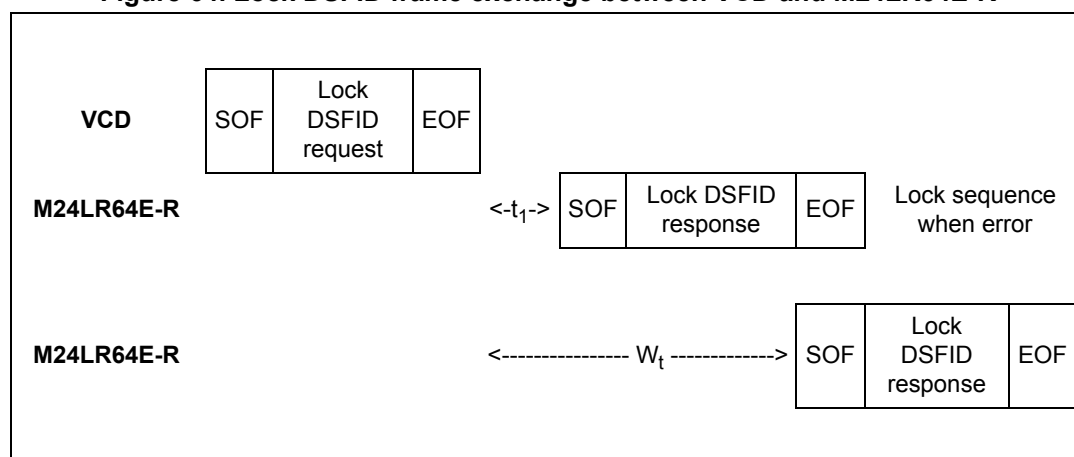 VCD SOF Lock DSFID request EOF
M24LR64E-R <-t1-> SOF Lock DSFID response EOF Lock sequence when error
M24LR64E-R <---------------- Wt -------------> SOF Lock DSFID response EOF